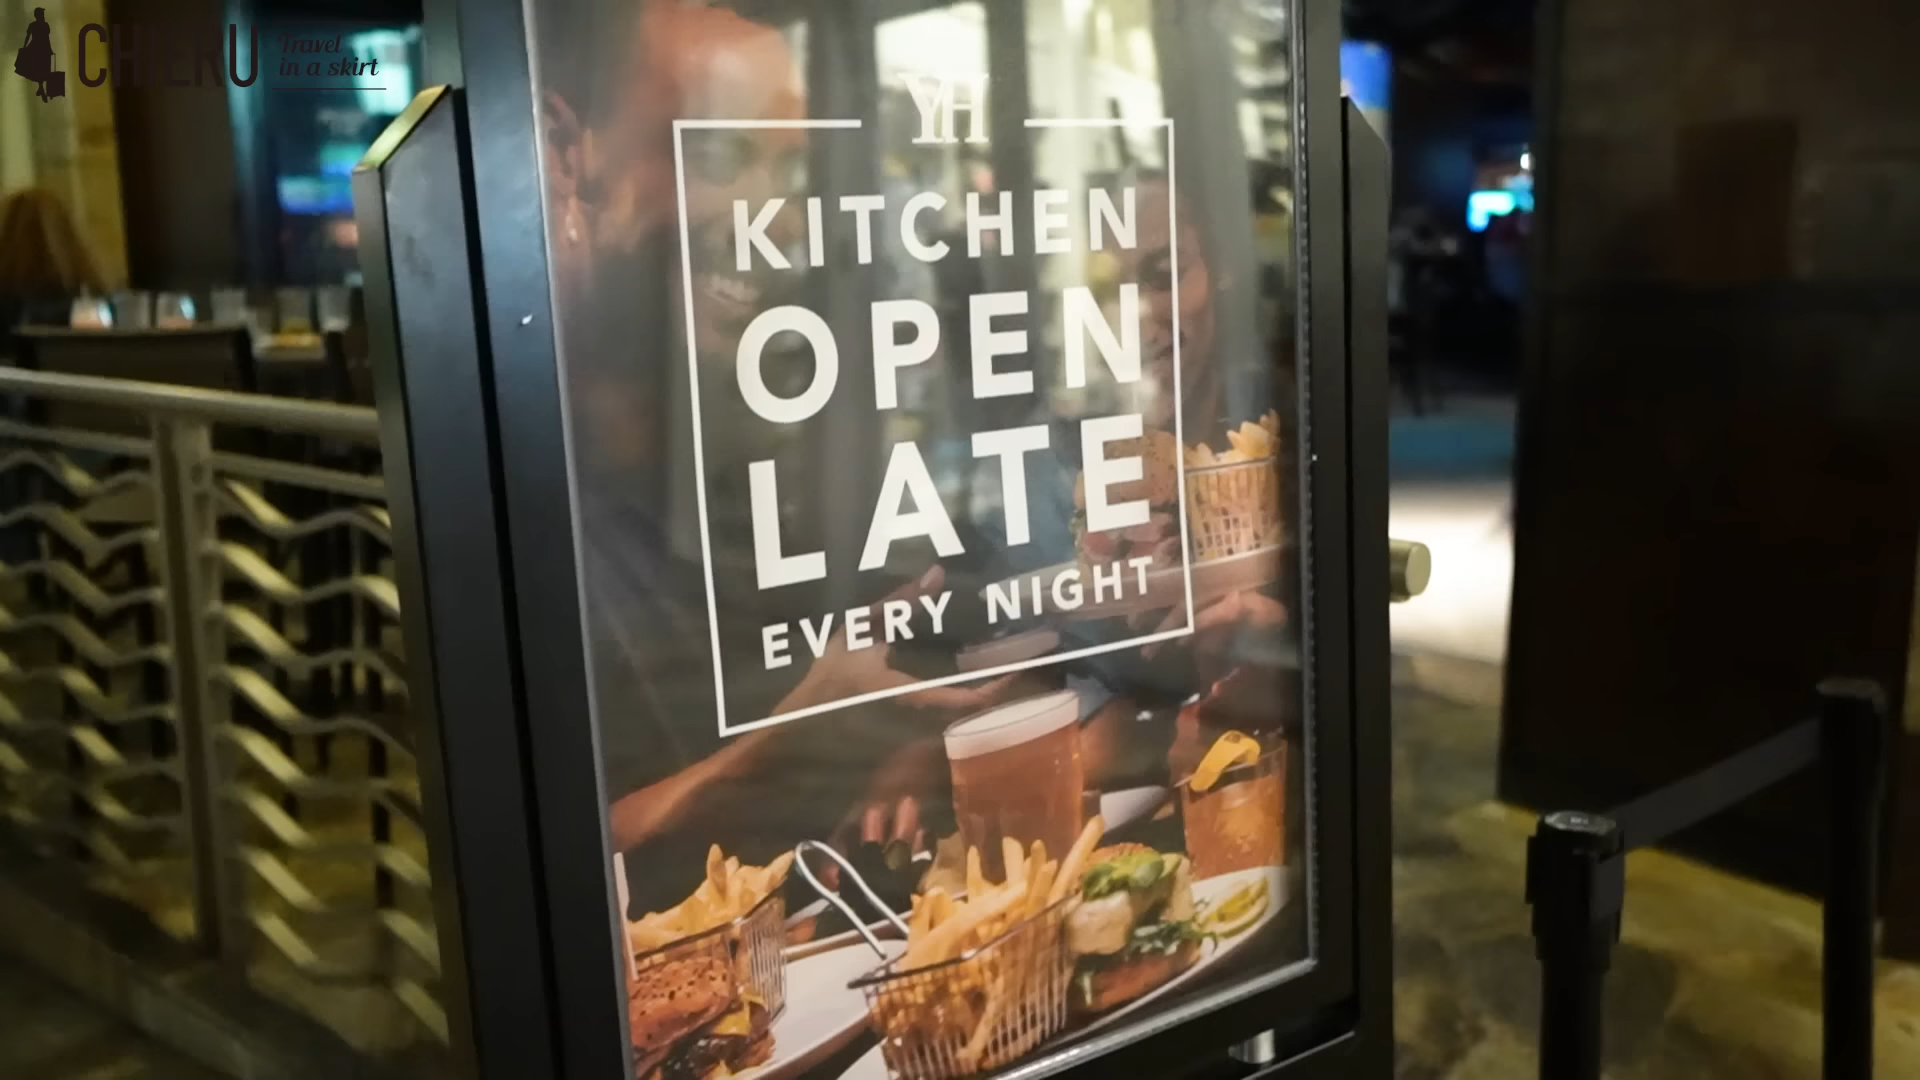 CHIERU
Travel
in a skirt
YH
KITCHEN
OPEN
LATE
EVERY NIGHT